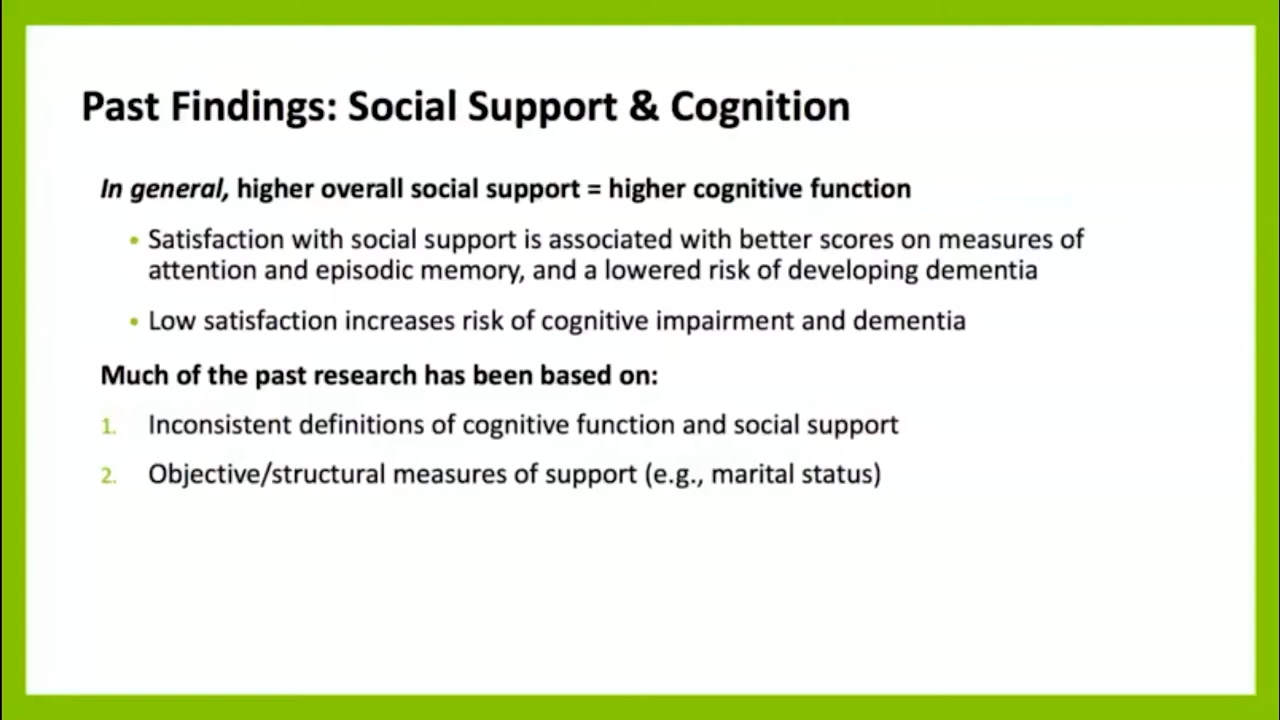 Past Findings: Social Support & Cognition
In general, higher overall social support = higher cognitive function
• Satisfaction with social support is associated with better scores on measures of
attention and episodic memory, and a lowered risk of developing dementia
• Low satisfaction increases risk of cognitive impairment and dementia
Much of the past research has been based on:
1. Inconsistent definitions of cognitive function and social support
2. Objective/structural measures of support (e.g., marital status)